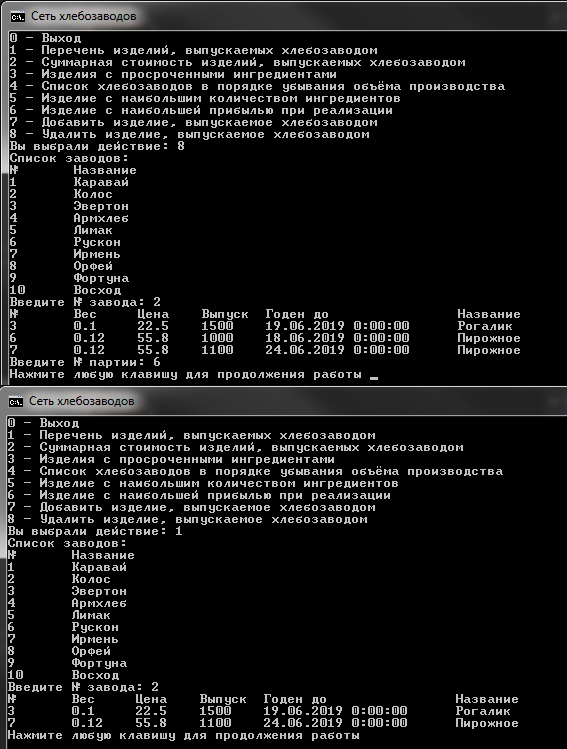 Сеть хлебозаводов
0 - Выход
1 - Перечень изделий, выпускаемых хлебозаводом
2 - Суммарная стоимость изделий, выпускаемых хлебозаводом
3 - Изделия с просроченными ингредиентами
4 - Список хлебозаводов в порядке убывания объёма производства
5 - Изделие с наибольшим количеством ингредиентов
6 - Изделие с наибольшей прибылью при реализации
7 - Добавить изделие, выпускаемое хлебозаводом
8 - Удалить изделие, выпускаемое хлебозаводом
Вы выбрали действие: 8
Список заводов:
№ Название
1 Каравай
2 Колос
3 Эвертон
4 Армхлеб
5 Лимак
6 Рускон
7 Ирмень
8 Орфей
9 Фортуна
10 Восход
Введите № завода: 2
№ Вес Цена Выпуск Годен до Название
3 0.1 22.5 1500 19.06.2019 0:00:00 Рогалик
6 0.12 55.8 1000 18.06.2019 0:00:00 Пирожное
7 0.12 55.8 1100 24.06.2019 0:00:00 Пирожное
Введите № партии: 6
Нажмите любую клавишу для продолжения работы _
Сеть хлебозаводов
0 - Выход
1 - Перечень изделий, выпускаемых хлебозаводом
2 - Суммарная стоимость изделий, выпускаемых хлебозаводом
3 - Изделия с просроченными ингредиентами
4 - Список хлебозаводов в порядке убывания объёма производства
5 - Изделие с наибольшим количеством ингредиентов
6 - Изделие с наибольшей прибылью при реализации
7 - Добавить изделие, выпускаемое хлебозаводом
8 - Удалить изделие, выпускаемое хлебозаводом
Вы выбрали действие: 1
Список заводов:
№ Название
1 Каравай
2 Колос
3 Эвертон
4 Армхлеб
5 Лимак
6 Рускон
7 Ирмень
8 Орфей
9 Фортуна
10 Восход
Введите № завода: 2
№ Вес Цена Выпуск Годен до Название
3 0.1 22.5 1500 19.06.2019 0:00:00 Рогалик
7 0.12 55.8 1100 24.06.2019 0:00:00 Пирожное
Нажмите любую клавишу для продолжения работы